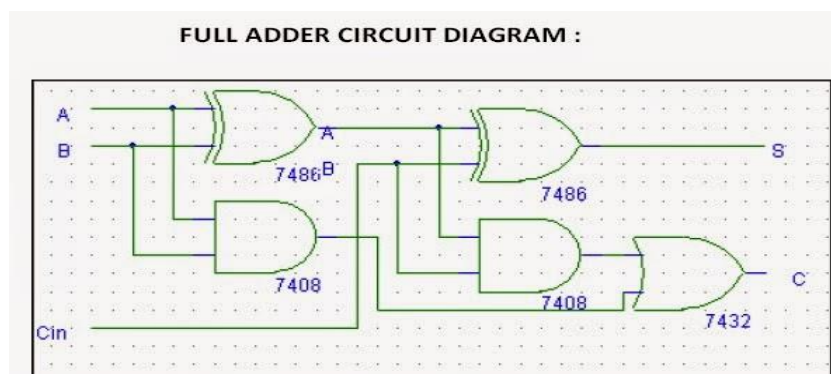 FULL ADDER CIRCUIT DIAGRAM :
A
B
A
B
7486
7486
S
7408
7408
7432
C
Cin